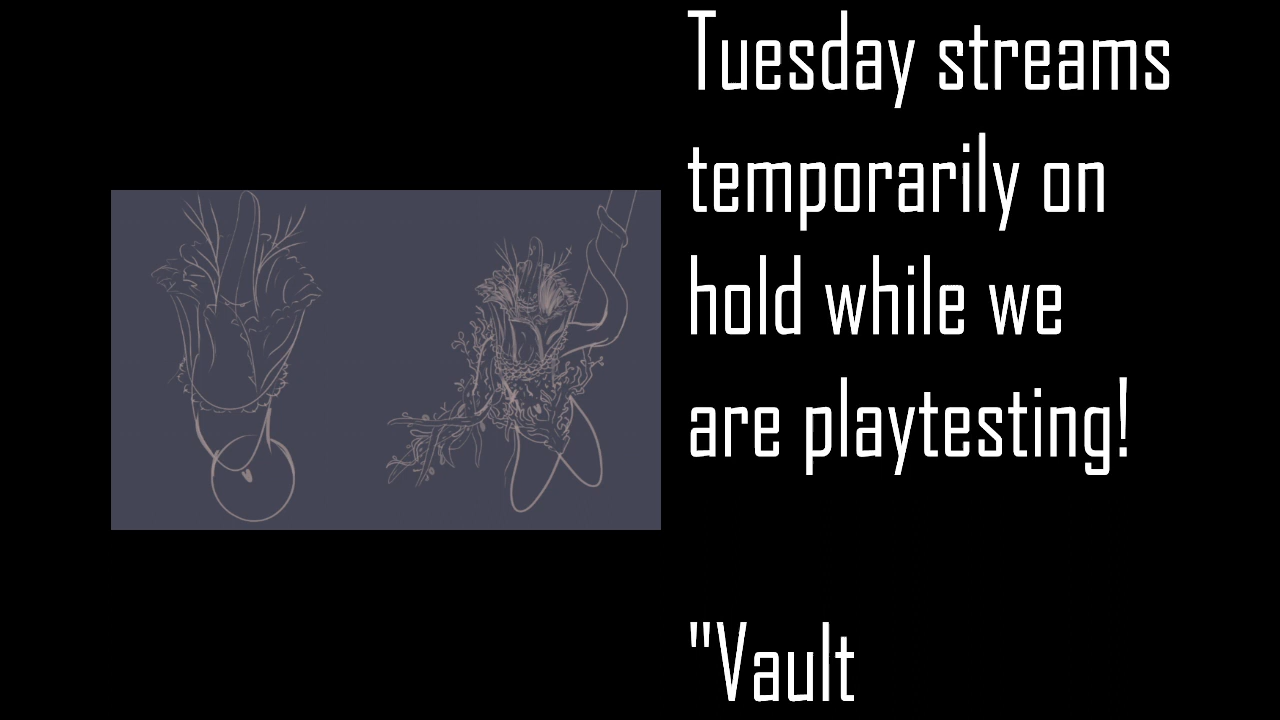 Tuesday streams
temporarily on
hold while we
are playtesting!
"Vault